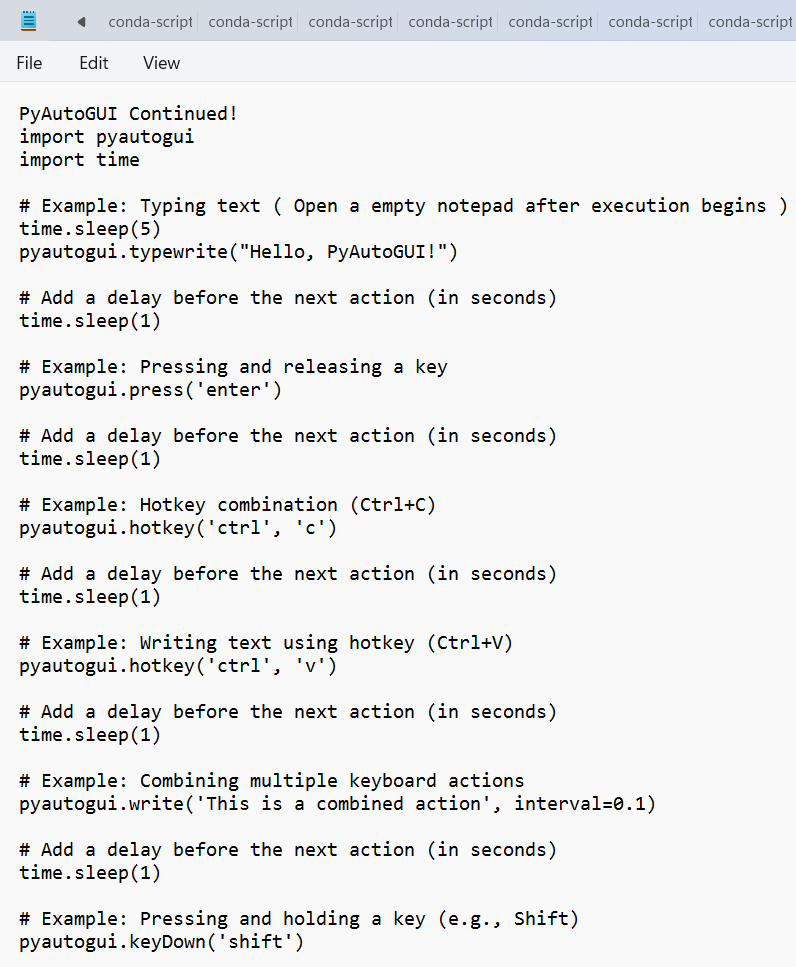 conda-script conda-script conda-script conda-script conda-script conda-script conda-script
File Edit View
PyAutoGUI Continued!
import pyautogui
import time
# Example: Typing text ( Open a empty notepad after execution begins )
time.sleep(5)
pyautogui.typewrite("Hello, PyAutoGUI!")
# Add a delay before the next action (in seconds)
time.sleep(1)
# Example: Pressing and releasing a key
pyautogui.press('enter')
# Add a delay before the next action (in seconds)
time.sleep(1)
# Example: Hotkey combination (Ctrl+C)
pyautogui.hotkey('ctrl', 'c')
# Add a delay before the next action (in seconds)
time.sleep(1)
# Example: Writing text using hotkey (Ctrl+V)
pyautogui.hotkey('ctrl', 'v')
# Add a delay before the next action (in seconds)
time.sleep(1)
# Example: Combining multiple keyboard actions
pyautogui.write('This is a combined action', interval=0.1)
# Add a delay before the next action (in seconds)
time.sleep(1)
# Example: Pressing and holding a key (e.g., Shift)
pyautogui.keyDown('shift')